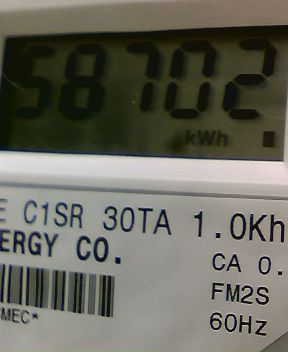 58702
kWh
E C1SR 30TA 1.0Kh
ERGY CO.
CA 0.
FM2S
MEC*
60Hz